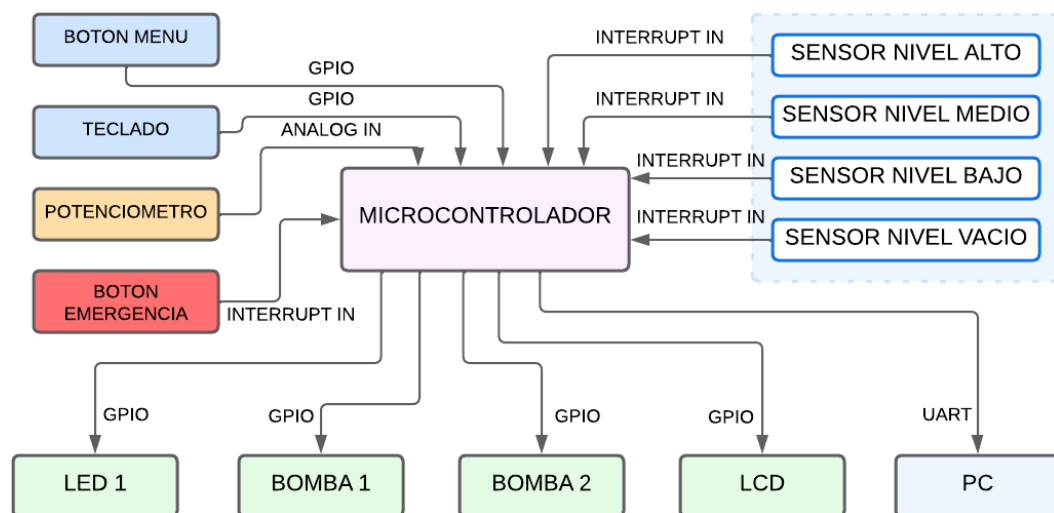 BOTON MENU
GPIO
TECLADO
GPIO
ANALOG IN
POTENCIOMETRO
BOTON
EMERGENCIA
INTERRUPT IN
MICROCONTROLADOR
INTERRUPT IN
SENSOR NIVEL ALTO
INTERRUPT IN
SENSOR NIVEL MEDIO
INTERRUPT IN
SENSOR NIVEL BAJO
INTERRUPT IN
SENSOR NIVEL VACIO
GPIO
GPIO
GPIO
GPIO
UART
LED 1
BOMBA 1
BOMBA 2
LCD
PC